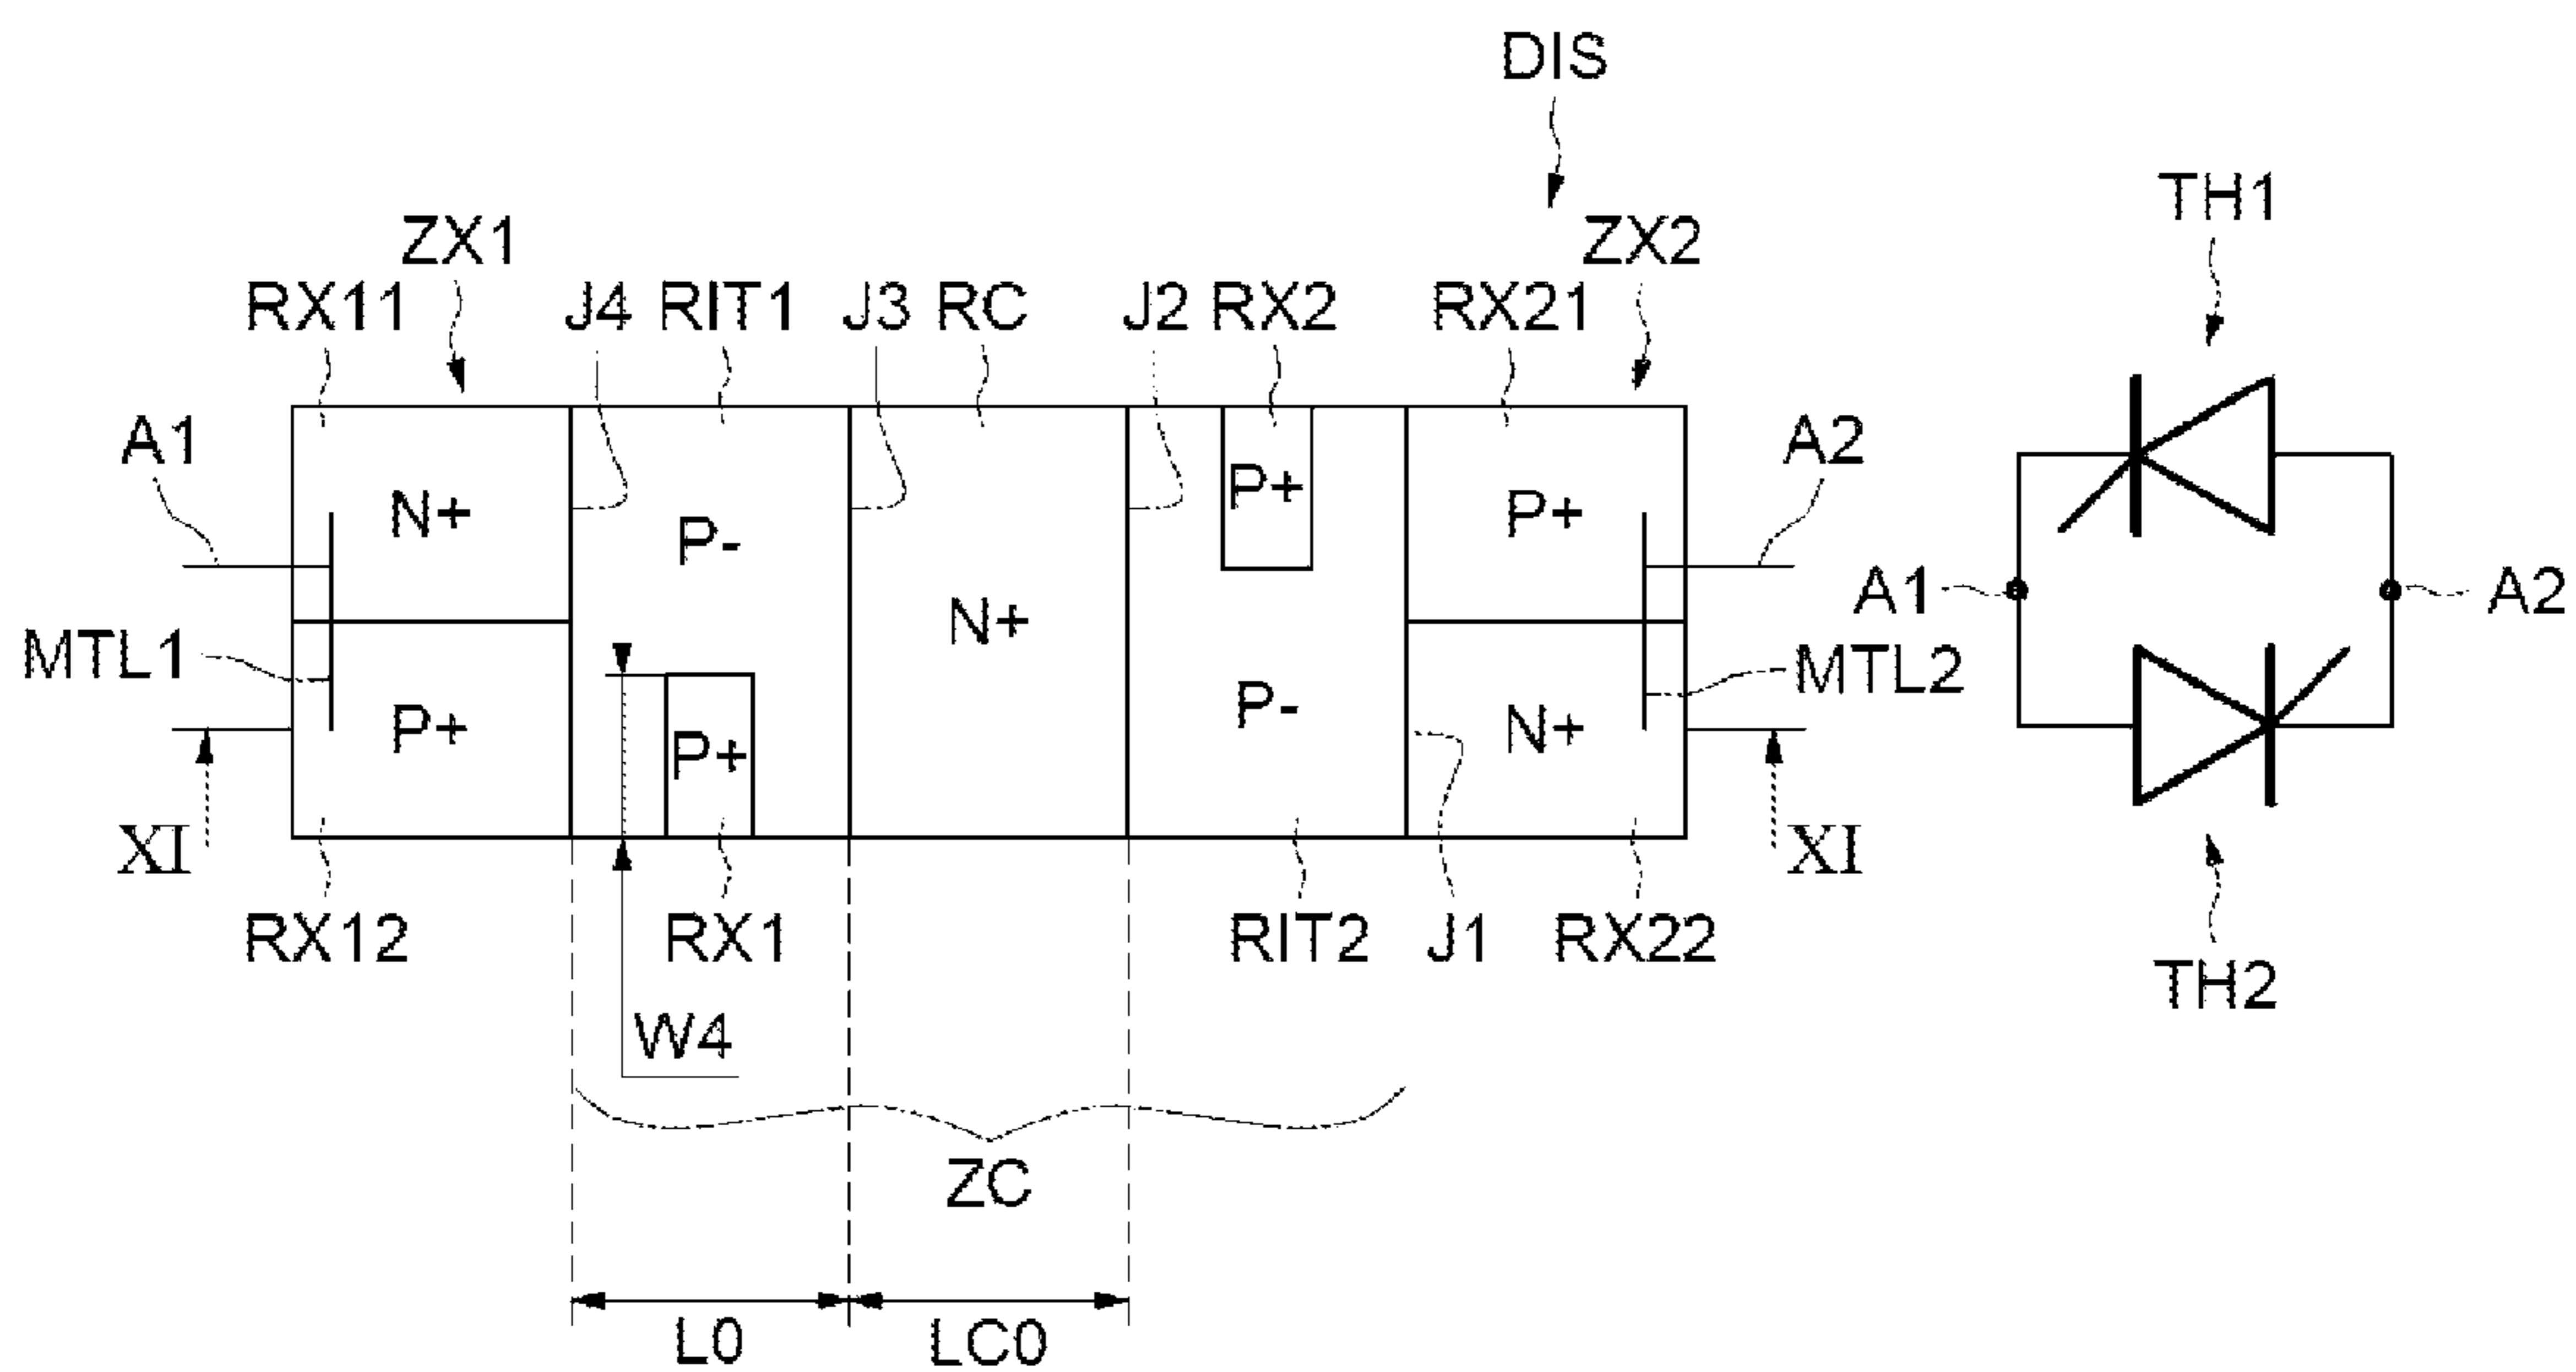 DIS
TH1
ZX1 ZX2
RX11 J4 RIT1 J3 RC J2 RX2 RX21
A1 A2
N+ P- P+ P+
A1 A2
N+
MTL1 MTL2
P+ P+ P- N+
XI XI
RX12 RX1 RIT2 J1 RX22
TH2
W4
ZC
L0 LC0